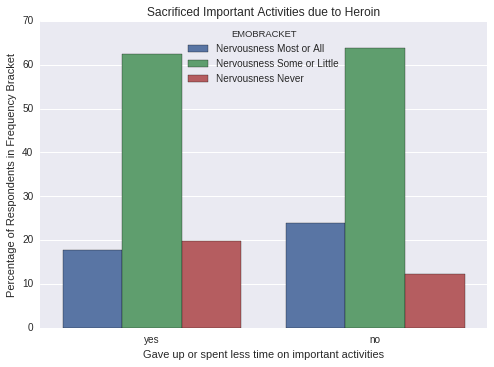 Sacrificed Important Activities due to Heroin
EMOBRACKET
Nervousness Most or All
Nervousness Some or Little
Nervousness Never
Percentage of Respondents in Frequency Bracket
70
60
50
40
30
20
10
0
yes no
Gave up or spent less time on important activities